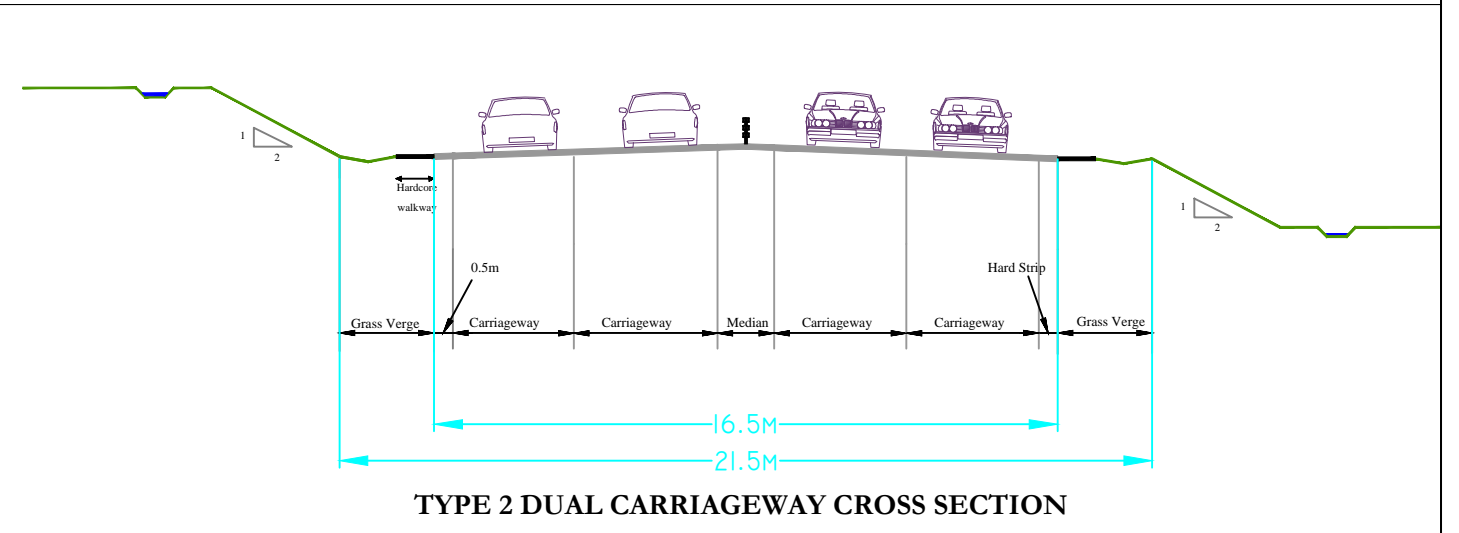 1
2
Hardcore
walkway
1
2
0.5m
Hard Strip
Grass Verge
Carriageway
Carriageway
Median
Carriageway
Carriageway
Grass Verge
16.5M
21.5M
TYPE 2 DUAL CARRIAGEWAY CROSS SECTION